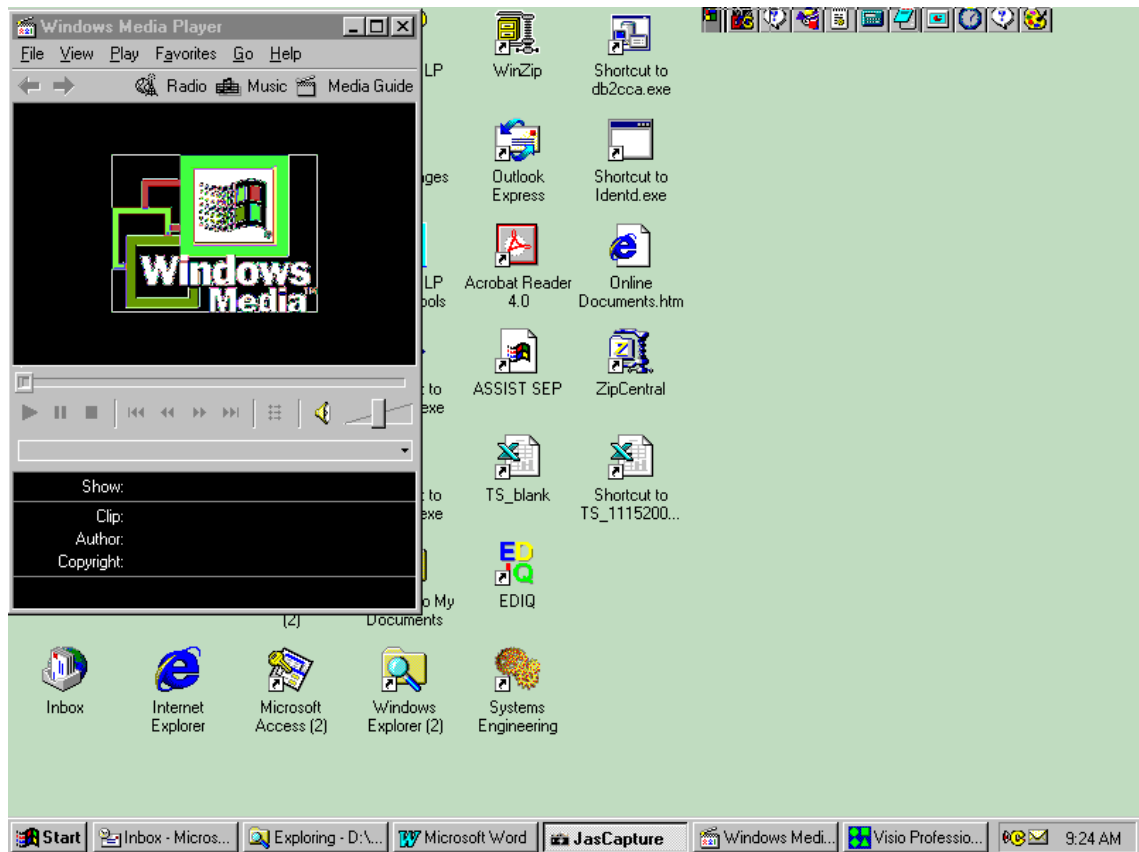 Windows Media Player
File View Play Favorites Go Help
Radio Music Media Guide
Windows
Media™
Show:
Clip:
Author:
Copyright:
LP
ages
LP
ools
to
exe
to
exe
o My
(2)
Documents
WinZip
Shortcut to
db2cca.exe
Outlook
Express
Shortcut to
Identd.exe
Acrobat Reader
4.0
Online
Documents.htm
ASSIST SEP
ZipCentral
TS_blank
Shortcut to
TS_1115200...
ED
IQ
EDIQ
Inbox
Internet
Explorer
Microsoft
Access (2)
Windows
Explorer (2)
Systems
Engineering
Start
Inbox - Micros...
Exploring - D:\...
Microsoft Word
JasCapture
Windows Medi...
Visio Professio...
9:24 AM